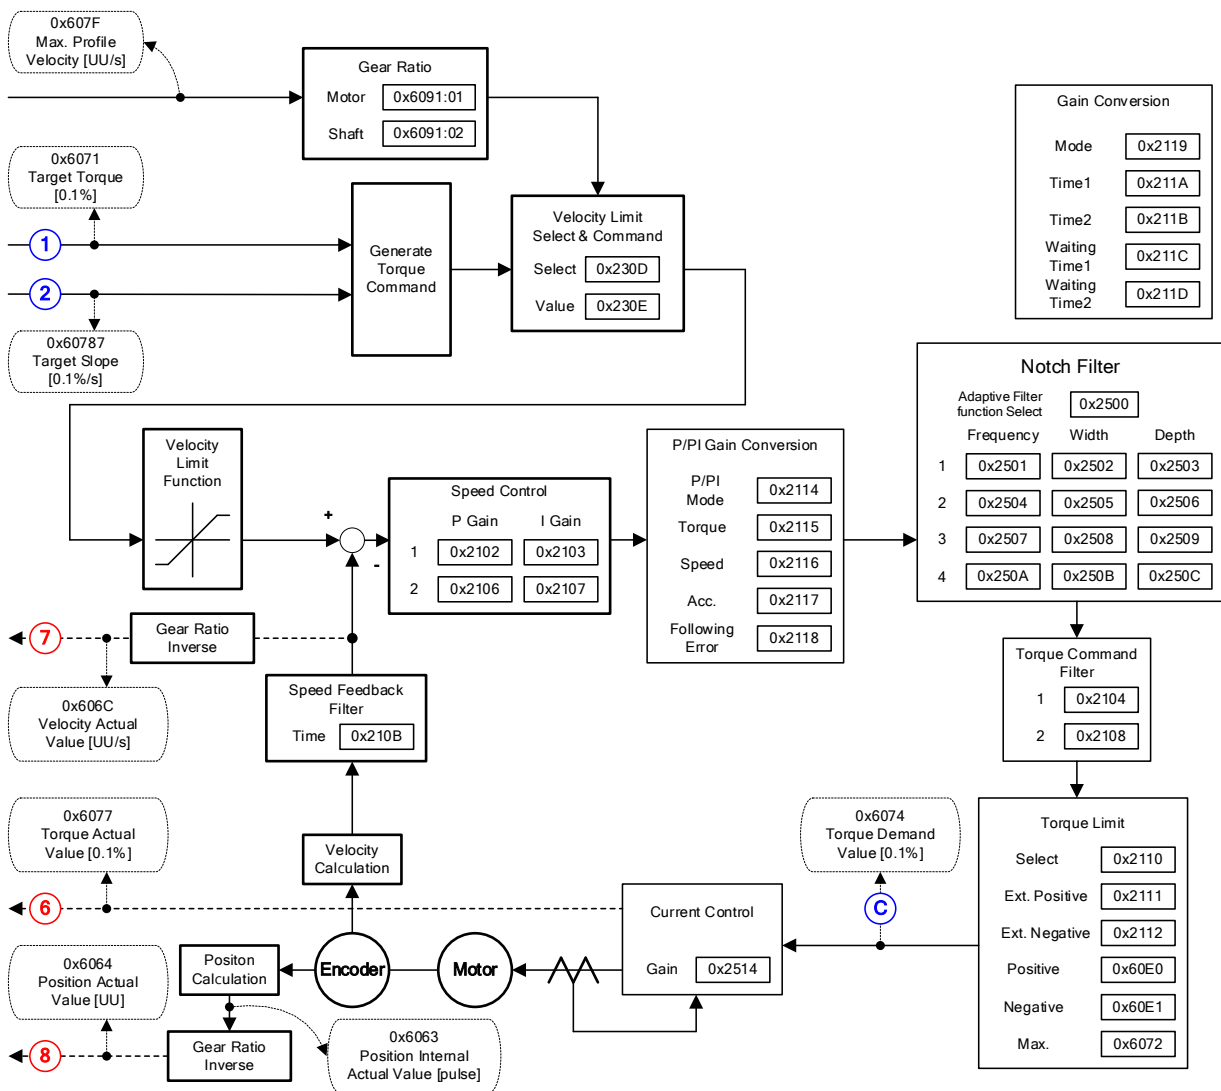 0x607F
Max. Profile
Velocity [UU/s]
Gear Ratio
Motor 0x6091:01
Shaft 0x6091:02
Gain Conversion
Mode 0x2119
Time1 0x211A
Time2 0x211B
Waiting
Time1 0x211C
Waiting
Time2 0x211D
0x6071
Target Torque
[0.1%]
1
2
0x60787
Target Slope
[0.1%/s]
Generate
Torque
Command
Velocity Limit
Select & Command
Select 0x230D
Value 0x230E
Notch Filter
Adaptive Filter
function Select 0x2500
Frequency Width Depth
1 0x2501 0x2502 0x2503
2 0x2504 0x2505 0x2506
3 0x2507 0x2508 0x2509
4 0x250A 0x250B 0x250C
Velocity
Limit
Function
+
-
Speed Control
P Gain I Gain
1 0x2102 0x2103
2 0x2106 0x2107
P/PI Gain Conversion
P/PI
Mode 0x2114
Torque 0x2115
Speed 0x2116
Acc. 0x2117
Following
Error 0x2118
7
Gear Ratio
Inverse
0x606C
Velocity Actual
Value [UU/s]
Speed Feedback
Filter
Time 0x210B
Torque Command
Filter
1 0x2104
2 0x2108
0x6077
Torque Actual
Value [0.1%]
Velocity
Calculation
0x6074
Torque Demand
Value [0.1%]
Torque Limit
Select 0x2110
Ext. Positive 0x2111
Ext. Negative 0x2112
Positive 0x60E0
Negative 0x60E1
Max. 0x6072
6
C
Current Control
Gain 0x2514
0x6064
Position Actual
Value [UU]
Positon
Calculation
Encoder
Motor
8
Gear Ratio
Inverse
0x6063
Position Internal
Actual Value [pulse]